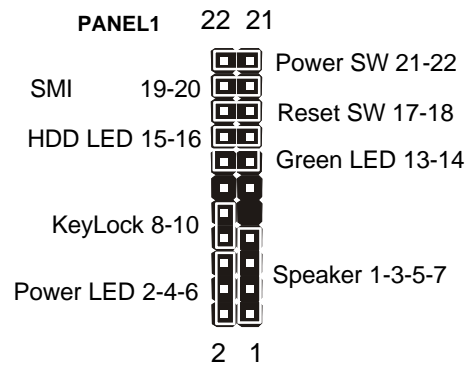 PANEL1 22 21
Power SW 21-22
SMI 19-20
Reset SW 17-18
HDD LED 15-16
Green LED 13-14
KeyLock 8-10
Speaker 1-3-5-7
Power LED 2-4-6
2 1